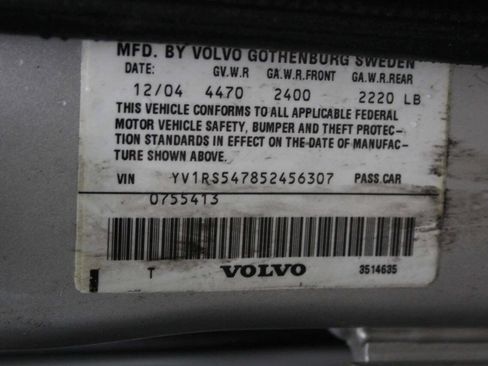 MFD. BY VOLVO GOTHENBURG SWEDEN
DATE: GV.W.R GA.W.R.FRONT GA.W.R.REAR
12/04 4470 2400 2220 LB
THIS VEHICLE CONFORMS TO ALL APPLICABLE FEDERAL
MOTOR VEHICLE SAFETY, BUMPER AND THEFT PROTEC-
TION STANDARDS IN EFFECT ON THE DATE OF MANUFAC-
TURE SHOWN ABOVE.
VIN YV1RS547852456307 PASS.CAR
0755413
T VOLVO 3514635